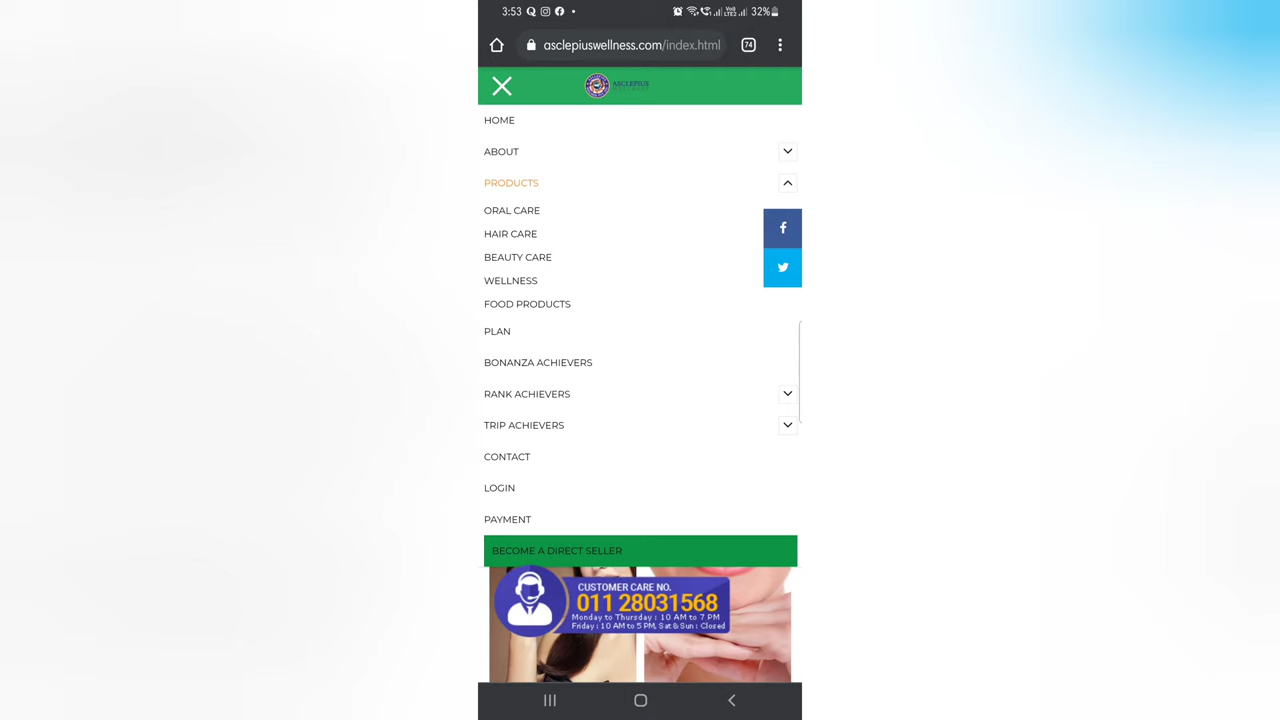 3:53
32%
asclepiuswellness.com/index.html
74
ASCLEPIUS
HOME
ABOUT
PRODUCTS
ORAL CARE
HAIR CARE
BEAUTY CARE
WELLNESS
FOOD PRODUCTS
PLAN
BONANZA ACHIEVERS
RANK ACHIEVERS
TRIP ACHIEVERS
CONTACT
LOGIN
PAYMENT
BECOME A DIRECT SELLER
CUSTOMER CARE NO.
011 28031568
Monday to Thursday : 10 AM to 7 PM
Friday : 10 AM to 5 PM, Sat & Sun : Closed